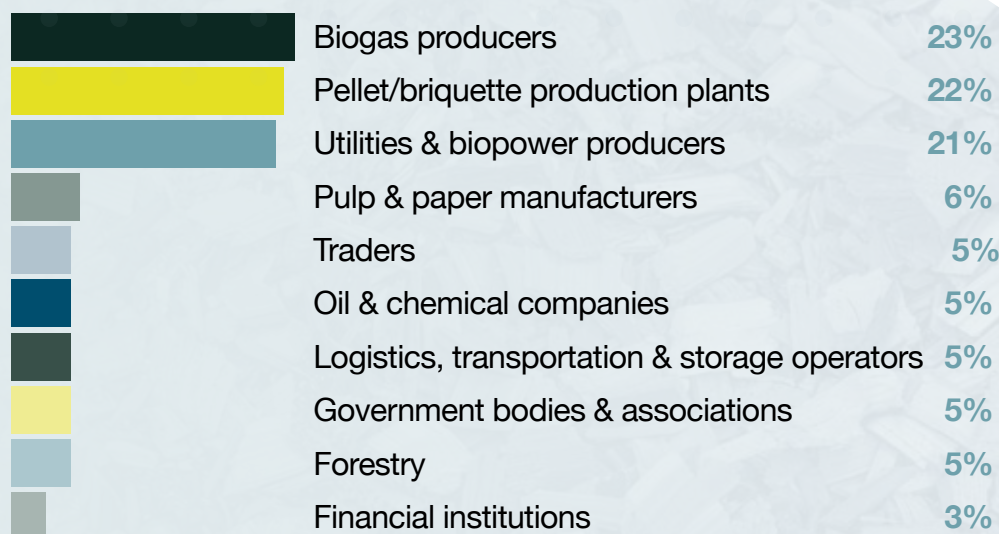 Biogas producers 23%
Pellet/briquette production plants 22%
Utilities & biopower producers 21%
Pulp & paper manufacturers 6%
Traders 5%
Oil & chemical companies 5%
Logistics, transportation & storage operators 5%
Government bodies & associations 5%
Forestry 5%
Financial institutions 3%